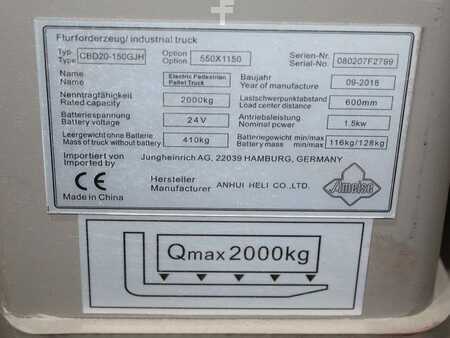 Flurförderzeug/ industrial truck
Typ CBD20-150GJH Option 550X1150 Serien-Nr. 080207F2799
Type Option Serial-No.
Name Electric Pedestrian Pallet Truck Baujahr 09-2018
Name Year of manufacture
Nenntragfähigkeit 2000kg Lastschwerpunktabstand 600mm
Rated capacity Load center distance
Batteriespannung 24V Antriebsleistung 1.5kw
Battery voltage Nominal power
Leergewicht ohne Batterie 410kg Batteriegewicht min/max 116kg/128kg
Mass of truck without battery Battery mass min/max
Importiert von Jungheinrich AG, 22039 HAMBURG, GERMANY
Imported by
CE Hersteller ANHUI HELI CO.,LTD.
Manufacturer
Made in China
Ameise
Qmax2000kg